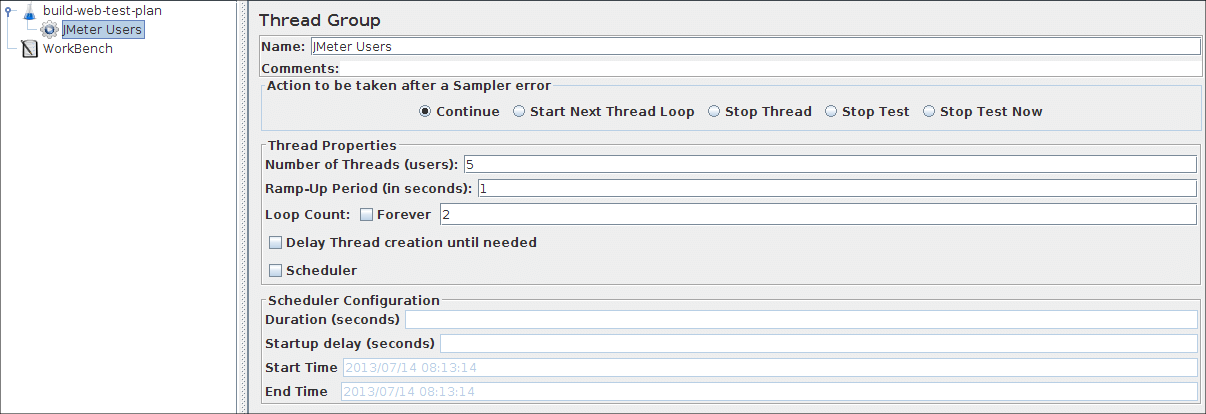 build-web-test-plan
JMeter Users
WorkBench
Thread Group
Name: JMeter Users
Comments:
Action to be taken after a Sampler error
Continue Start Next Thread Loop Stop Thread Stop Test Stop Test Now
Thread Properties
Number of Threads (users): 5
Ramp-Up Period (in seconds): 1
Loop Count: Forever 2
Delay Thread creation until needed
Scheduler
Scheduler Configuration
Duration (seconds)
Startup delay (seconds)
Start Time 2013/07/14 08:13:14
End Time 2013/07/14 08:13:14